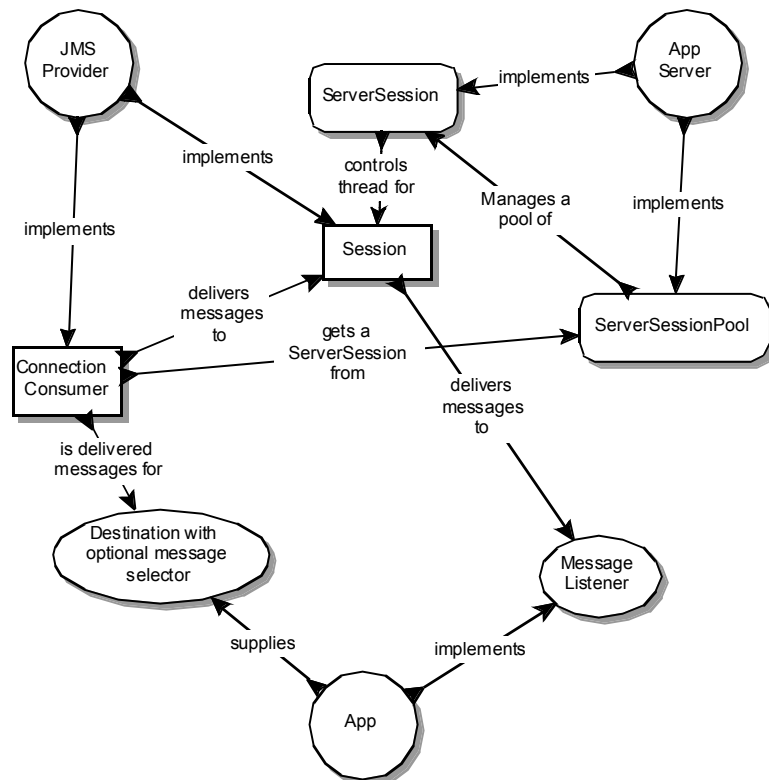 JMS
Provider
App
Server
implements
ServerSession
controls
thread for
implements
Manages a
pool of
implements
implements
Session
delivers
messages
to
gets a
ServerSession
from
ServerSessionPool
Connection
Consumer
delivers
messages
to
is delivered
messages for
Destination with
optional message
selector
Message
Listener
supplies
implements
App